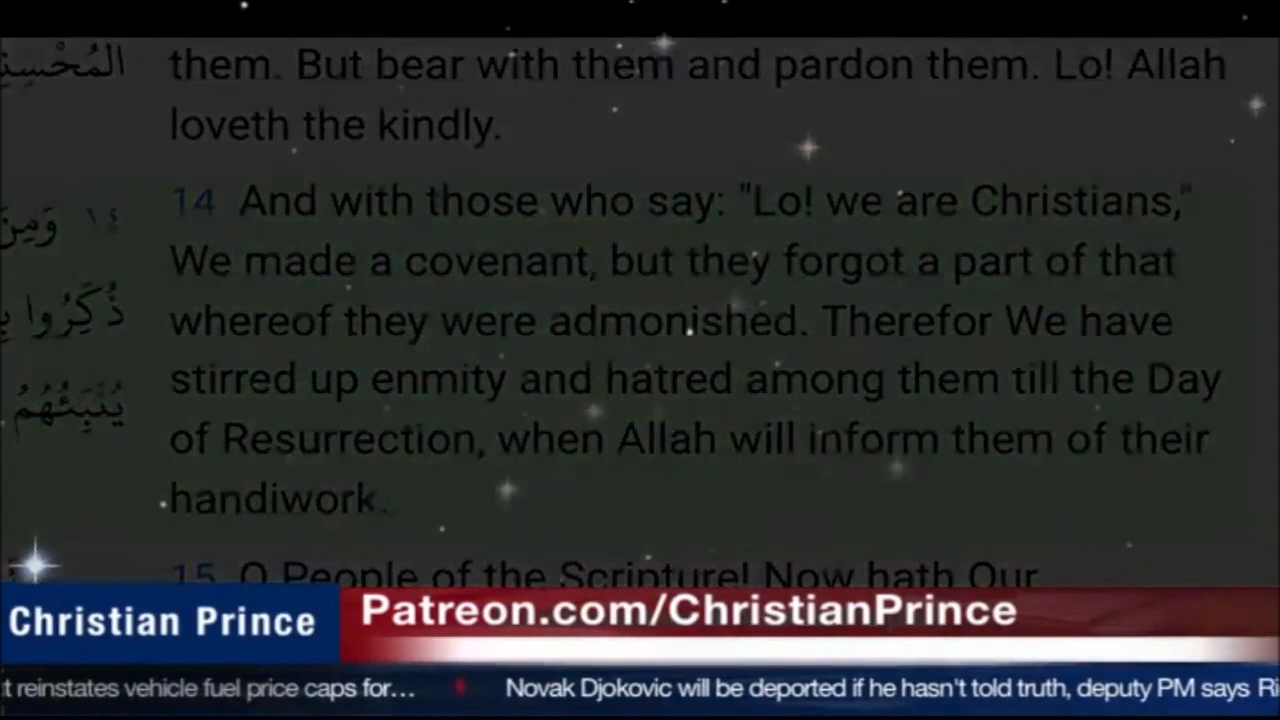 المُحْسِنِ
them. But bear with them and pardon them. Lo! Allah
loveth the kindly.
١٤ وَمِنَ
14 And with those who say: "Lo! we are Christians,"
We made a covenant, but they forgot a part of that
ذُكِّرُوا
whereof they were admonished. Therefor We have
stirred up enmity and hatred among them till the Day
يُنَبِّئُهُمُ
of Resurrection, when Allah will inform them of their
handiwork.
15 O People of the Scripture! Now hath Our
Christian Prince
Patreon.com/ChristianPrince
t reinstates vehicle fuel price caps for... Novak Djokovic will be deported if he hasn't told truth, deputy PM says Ri